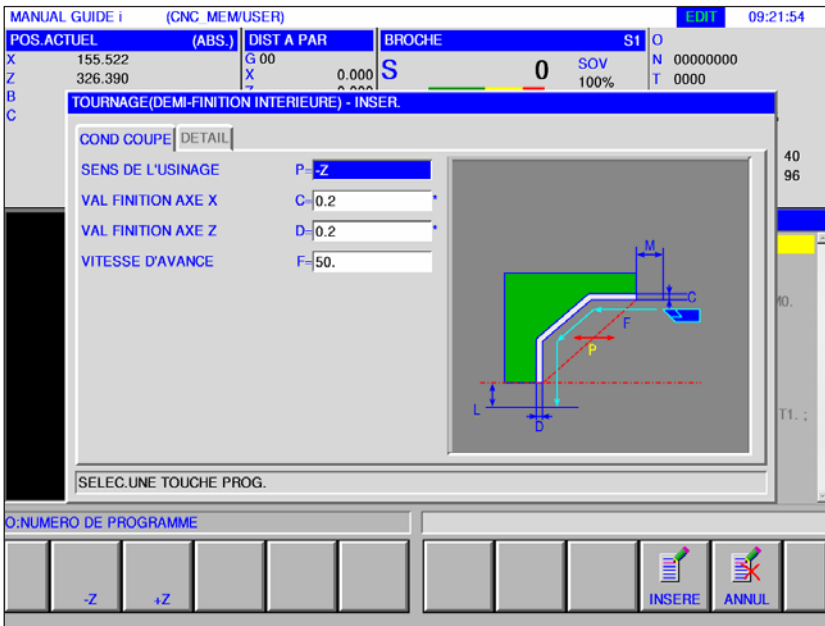 MANUAL GUIDE i (CNC_MEM/USER) EDIT 09:21:54
POS.ACTUEL (ABS.) DIST A PAR BROCHE S1 O
X 155.522 G 00 N 00000000
Z 326.390 X 0.000 S 0 SOV 100% T 0000
B
C
TOURNAGE(DEMI-FINITION INTERIEURE) - INSER.
COND COUPE DETAIL
SENS DE L'USINAGE P= -Z
VAL FINITION AXE X C= 0.2 *
VAL FINITION AXE Z D= 0.2 *
VITESSE D'AVANCE F= 50.
40
96
M
C
F
P
L
D
T1. ;
SELEC.UNE TOUCHE PROG.
O:NUMERO DE PROGRAMME
-Z +Z INSERE ANNUL